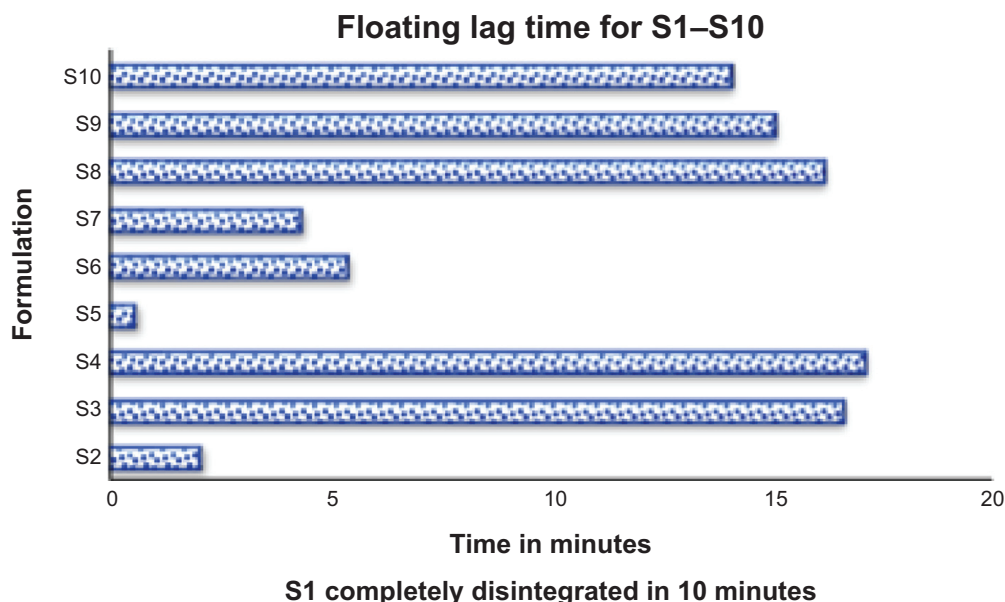 Floating lag time for S1–S10
S10
S9
S8
S7
S6
S5
S4
S3
S2
Formulation
0 5 10 15 20
Time in minutes
S1 completely disintegrated in 10 minutes